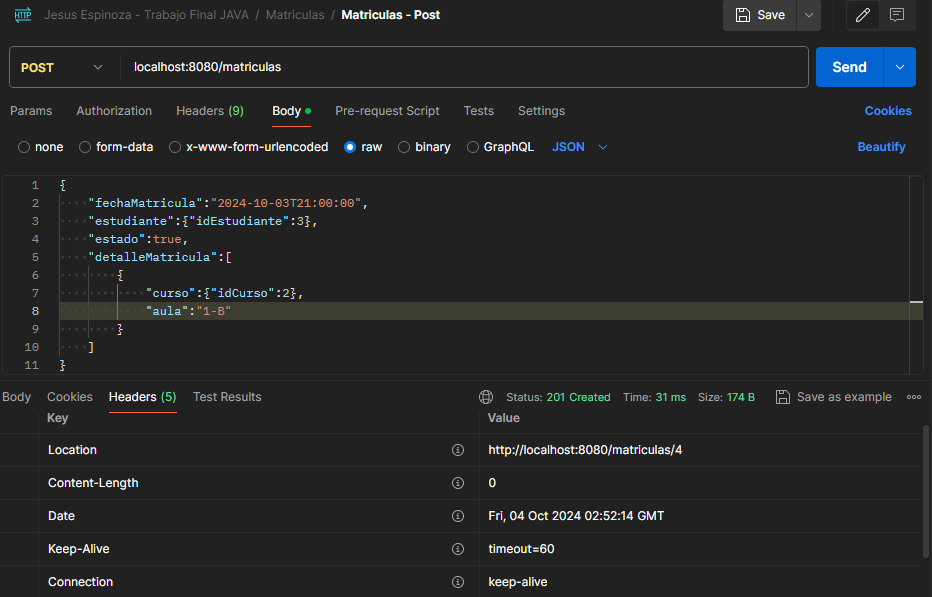 HTTP Jesus Espinoza - Trabajo Final JAVA / Matriculas / Matriculas - Post Save
POST localhost:8080/matriculas Send
Params Authorization Headers (9) Body Pre-request Script Tests Settings Cookies
none form-data x-www-form-urlencoded raw binary GraphQL JSON Beautify
1 {
2 "fechaMatricula":"2024-10-03T21:00:00",
3 "estudiante":{"idEstudiante":3},
4 "estado":true,
5 "detalleMatricula":[
6 {
7 "curso":{"idCurso":2},
8 "aula":"1-B"
9 }
10 ]
11 }
Body Cookies Headers (5) Test Results Status: 201 Created Time: 31 ms Size: 174 B Save as example
Key Value
Location http://localhost:8080/matriculas/4
Content-Length 0
Date Fri, 04 Oct 2024 02:52:14 GMT
Keep-Alive timeout=60
Connection keep-alive